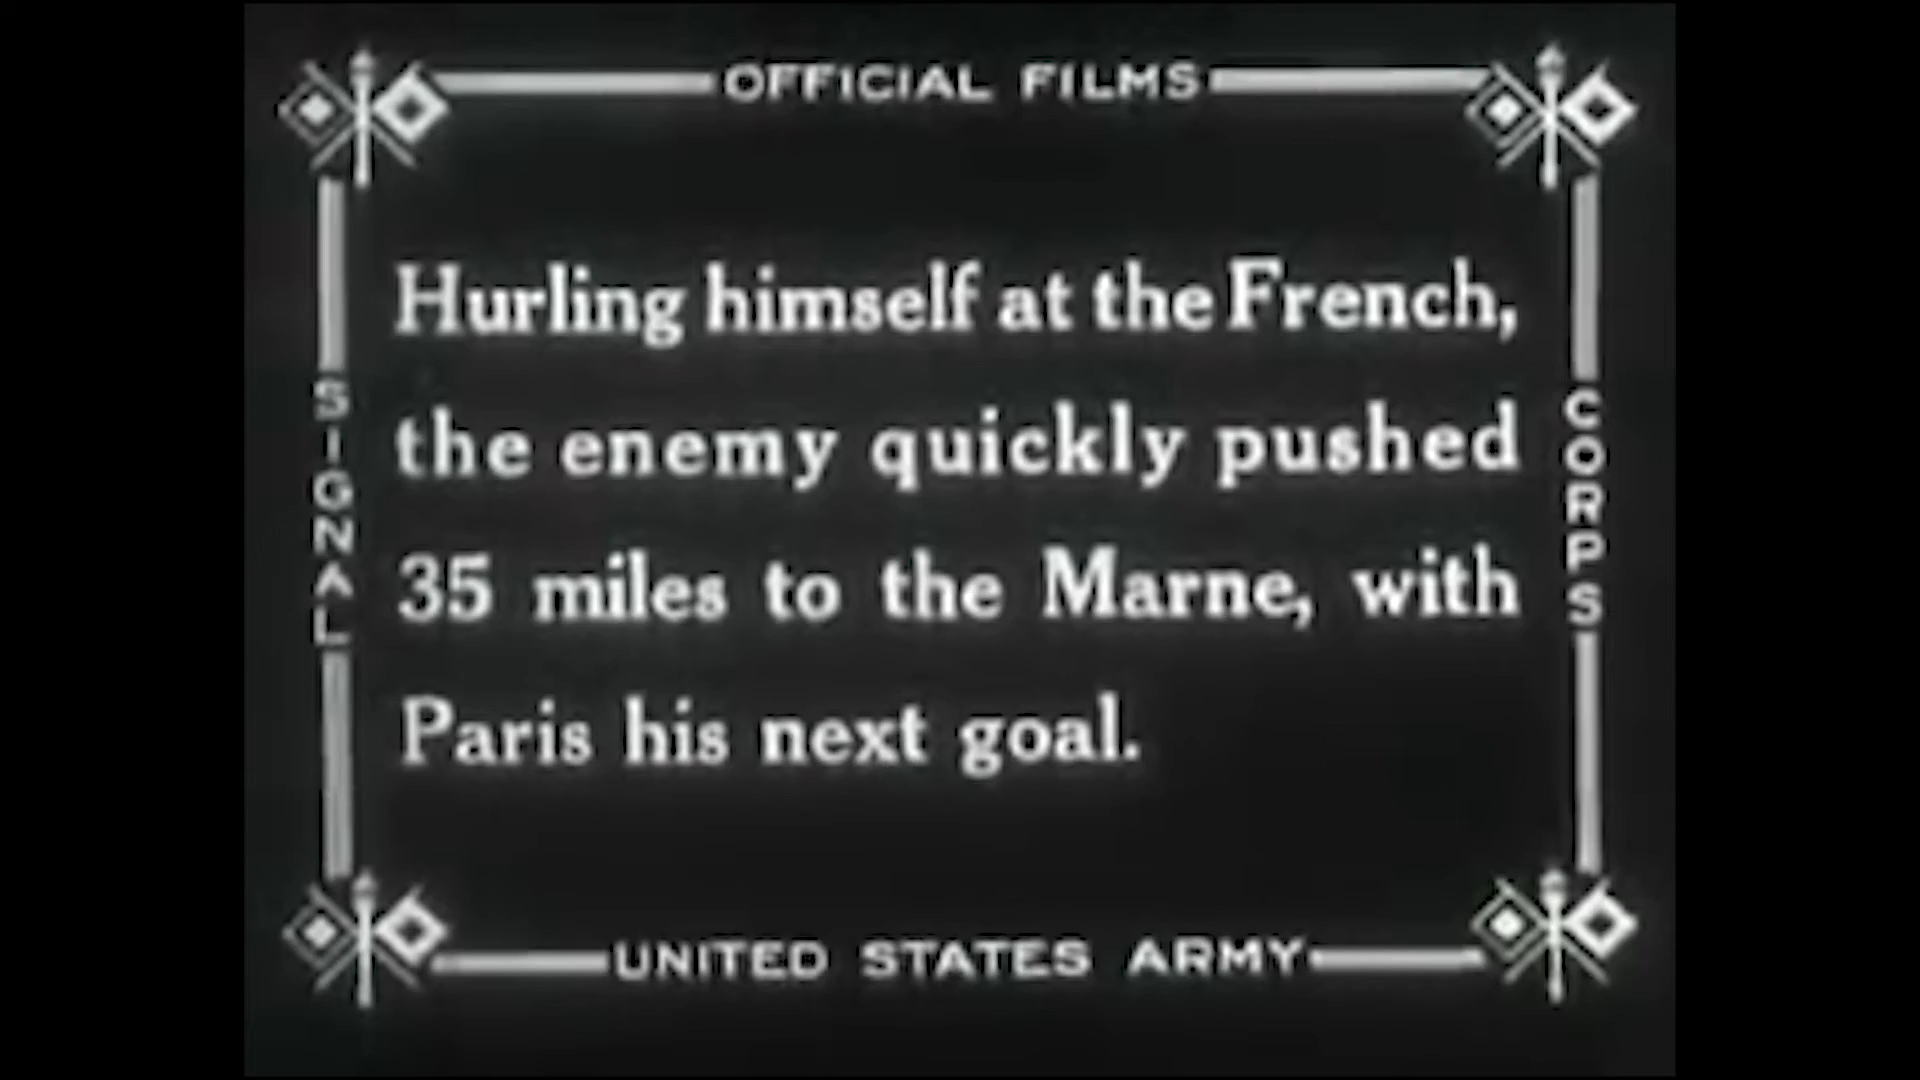 OFFICIAL FILMS
SIGNAL
CORPS
Hurling himself at the French,
the enemy quickly pushed
35 miles to the Marne, with
Paris his next goal.
UNITED STATES ARMY